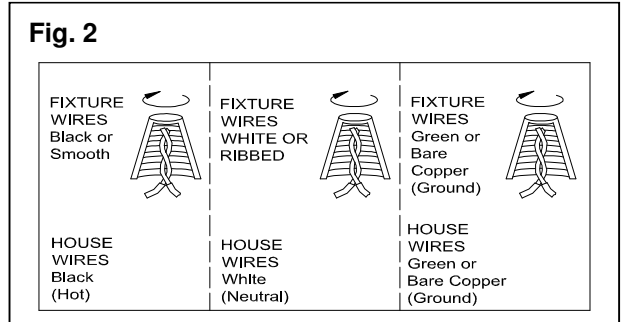 Fig. 2
FIXTURE
WIRES
Black or
Smooth
HOUSE
WIRES
Black
(Hot)
FIXTURE
WIRES
WHITE OR
RIBBED
HOUSE
WIRES
White
(Neutral)
FIXTURE
WIRES
Green or
Bare
Copper
(Ground)
HOUSE
WIRES
Green or
Bare Copper
(Ground)